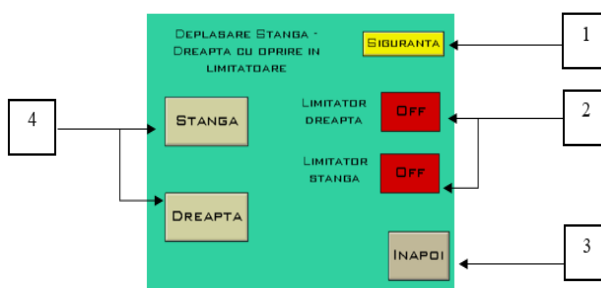 DEPLASARE STANGA -
DREAPTA CU OPRIRE IN
LIMITATOARE
SIGURANTA
1
LIMITATOR
DREAPTA
OFF
2
4
STANGA
LIMITATOR
STANGA
OFF
DREAPTA
INAPOI
3